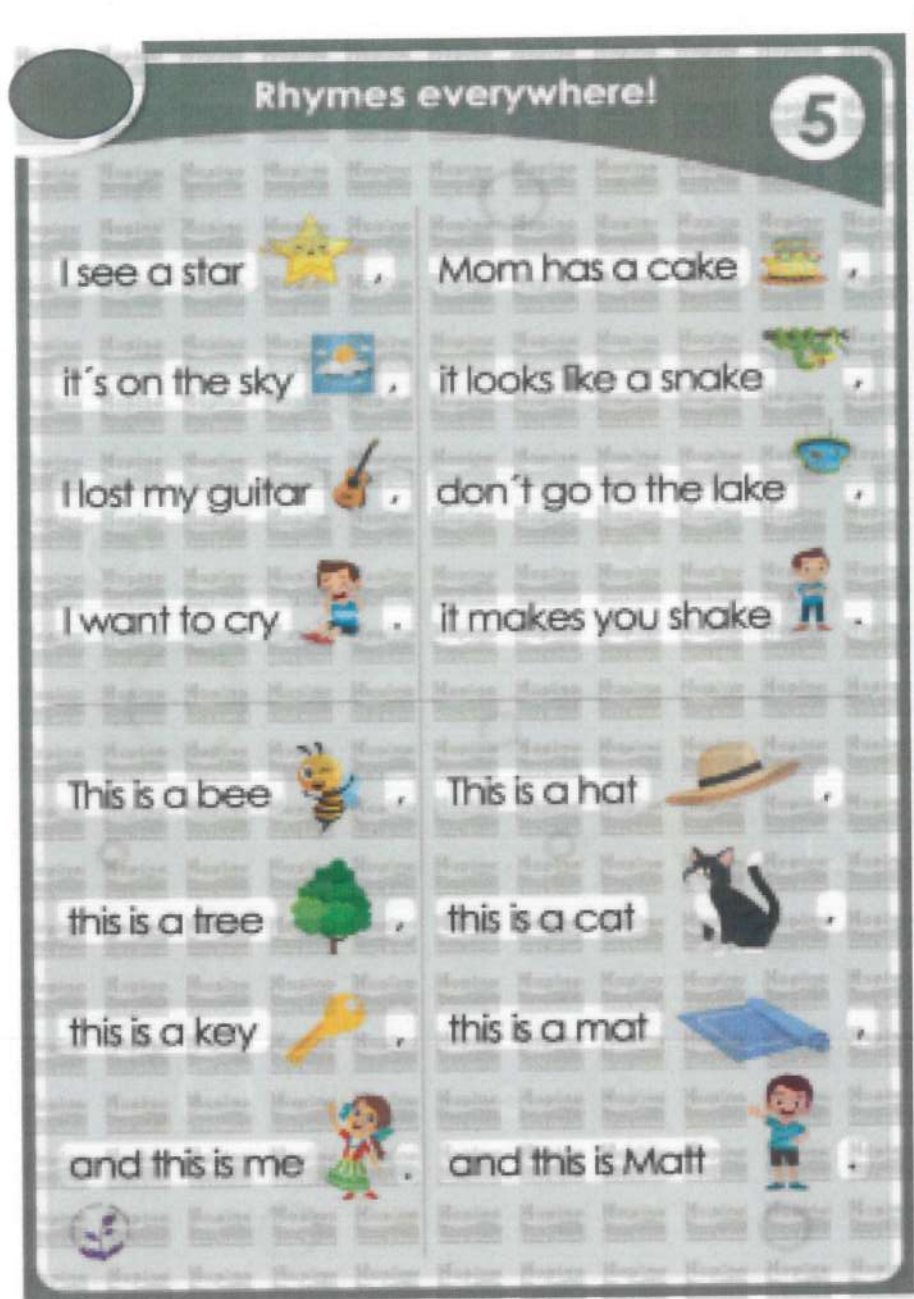 Rhymes everywhere!
5
I see a star ,
it´s on the sky ,
I lost my guitar ,
I want to cry .
Mom has a cake ,
it looks like a snake ,
don´t go to the lake ,
it makes you shake .
This is a bee ,
this is a tree ,
this is a key ,
and this is me .
This is a hat ,
this is a cat ,
this is a mat ,
and this is Matt .